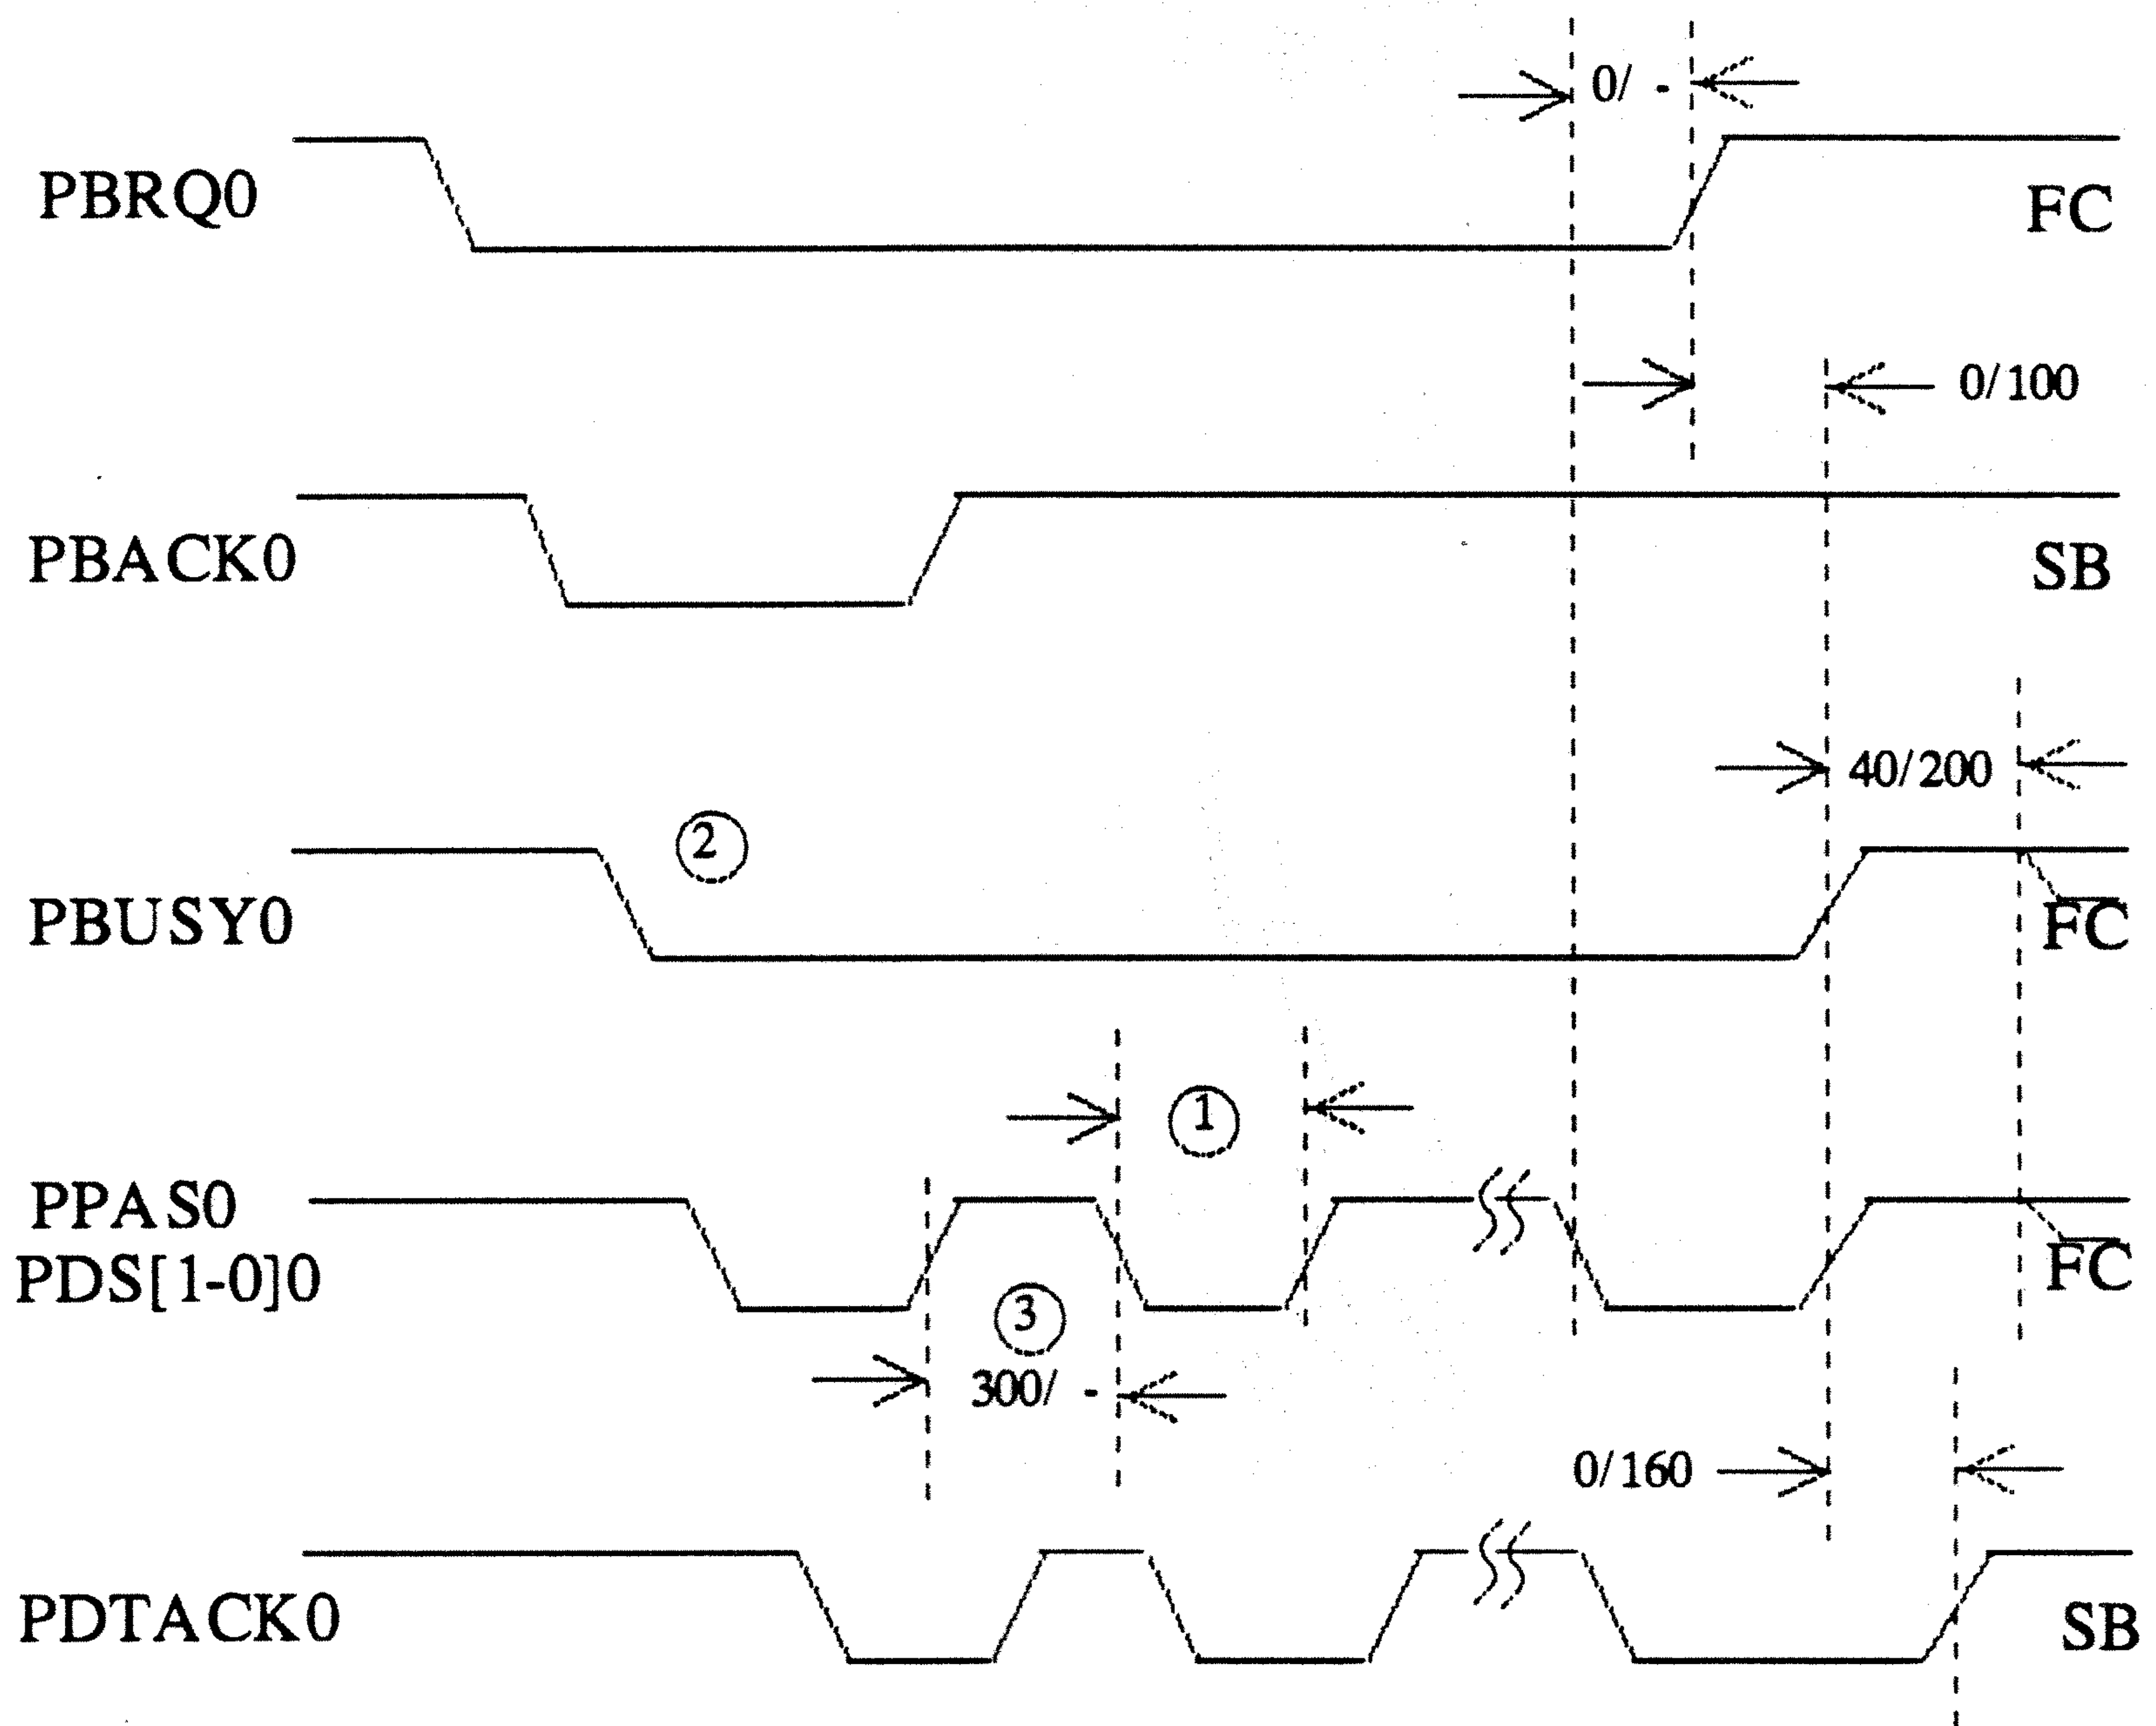 0/ -
PBRQ0
FC
0/100
PBACK0
SB
40/200
2
PBUSY0
FC
1
PPAS0
PDS[1-0]0
FC
3
300/ -
0/160
PDTACK0
SB